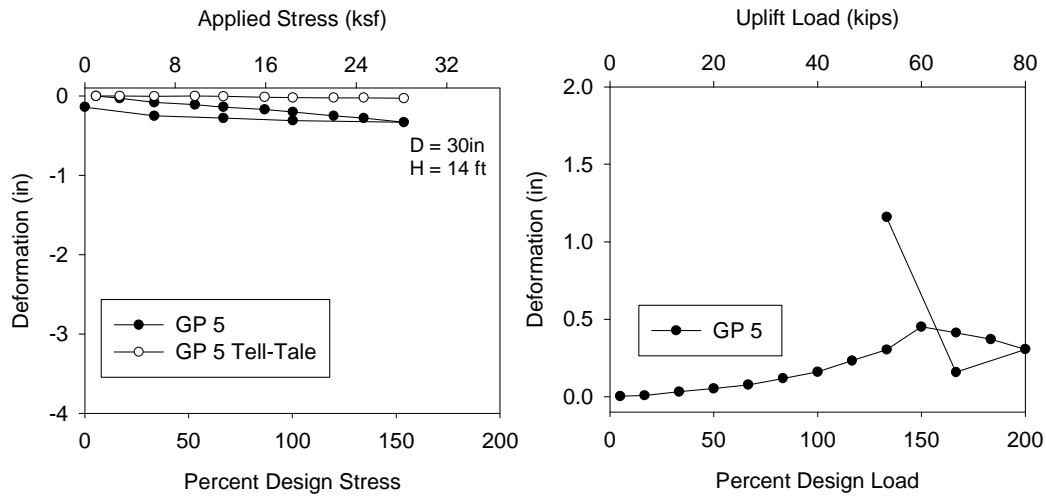 Applied Stress (ksf)
0 8 16 24 32
0
-1
-2
-3
-4
Deformation (in)
D = 30in
H = 14 ft
GP 5
GP 5 Tell-Tale
0 50 100 150 200
Percent Design Stress
Uplift Load (kips)
0 20 40 60 80
2.0
1.5
1.0
0.5
0.0
Deformation (in)
GP 5
0 50 100 150 200
Percent Design Load